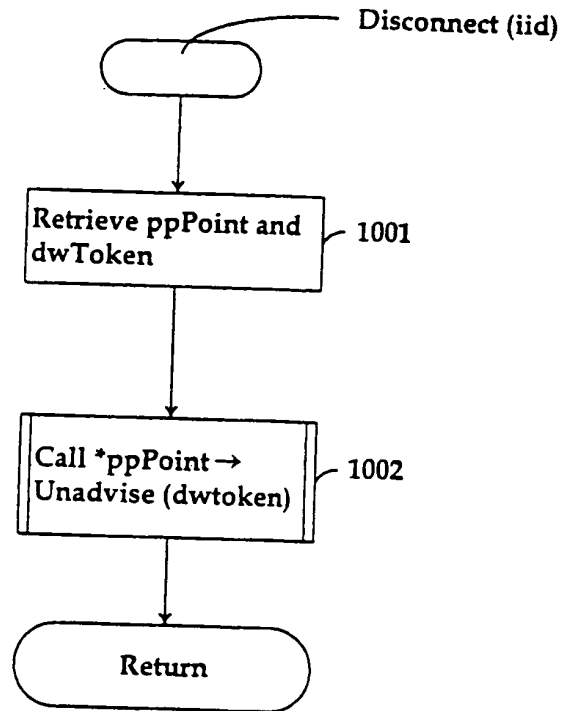 Disconnect (iid)
Retrieve ppPoint and
dwToken
1001
Call *ppPoint →
Unadvise (dwtoken)
1002
Return